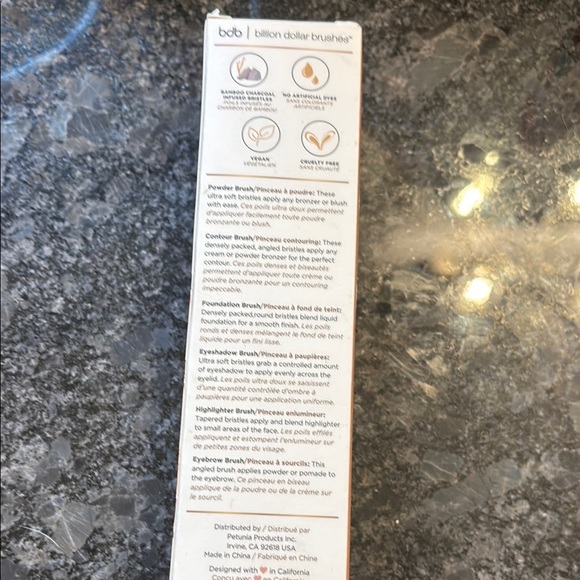 bdb | billion dollar brushes™
BAMBOO CHARCOAL
INFUSED BRISTLES
POILS INFUSÉS AU
CHARBON DE BAMBOU
NO ARTIFICIAL DYES
SANS COLORANTS
ARTIFICIELS
VEGAN
VÉGÉTALIEN
CRUELTY FREE
SANS CRUAUTÉ
Powder Brush/Pinceau à poudre: These
ultra soft bristles apply any bronzer or blush
with ease. Ces poils ultra doux permettent
d'appliquer facilement toute poudre
bronzante ou blush.
Contour Brush/Pinceau contouring: These
densely packed, angled bristles apply any
cream or powder bronzer for the perfect
contour. Ces poils denses et biseautés
permettent d'appliquer toute crème ou
poudre bronzante pour un contouring
impeccable.
Foundation Brush/Pinceau à fond de teint:
Densely packed,round bristles blend liquid
foundation for a smooth finish. Les poils
ronds et denses mélangent le fond de teint
liquide pour un fini lisse.
Eyeshadow Brush/Pinceau à paupières:
Ultra soft bristles grab a controlled amount
of eyeshadow to apply evenly across the
eyelid. Les poils ultra doux se saisissent
d'une quantité contrôlée d'ombre à
paupières pour une application uniforme.
Highlighter Brush/Pinceau enlumineur:
Tapered bristles apply and blend highlighter
to small areas of the face. Les poils effilés
appliquent et estompent l'enlumineur sur
de petites zones du visage.
Eyebrow Brush/Pinceau à sourcils: This
angled brush applies powder or pomade to
the eyebrow. Ce pinceau en biseau
applique de la poudre ou de la crème sur
le sourcil.
Distributed by / Distribué par
Petunia Products Inc.
Irvine, CA 92618 USA
Made in China / Fabriqué en Chine
Designed with ♥ in California
Conçu avec ♥ en Californie